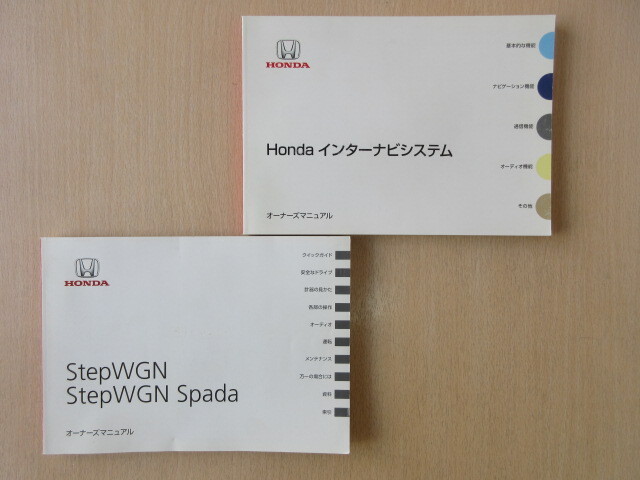 HONDA
Honda インターナビシステム
オーナーズマニュアル
基本的な機能
ナビゲーション機能
通信機能
オーディオ機能
その他
HONDA
StepWGN
StepWGN Spada
オーナーズマニュアル
クイックガイド
安全なドライブ
計器の見かた
各部の操作
オーディオ
運転
メンテナンス
万一の場合には
資料
索引